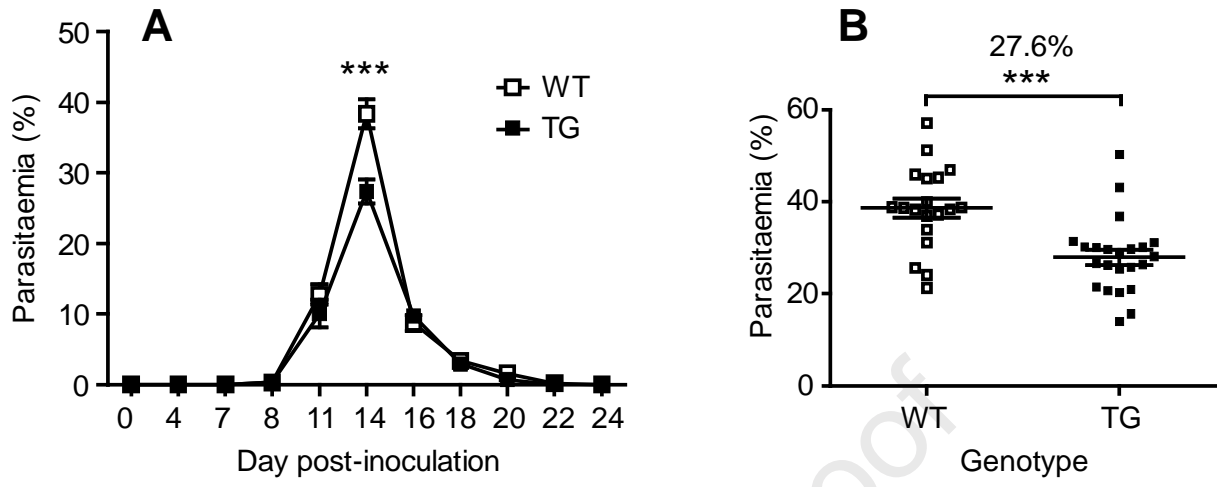 A
Parasitaemia (%)
50
40
30
20
10
0
***
WT
TG
0 4 7 8 11 14 16 18 20 22 24
Day post-inoculation
B
27.6%
***
Parasitaemia (%)
60
40
20
0
WT TG
Genotype
oof